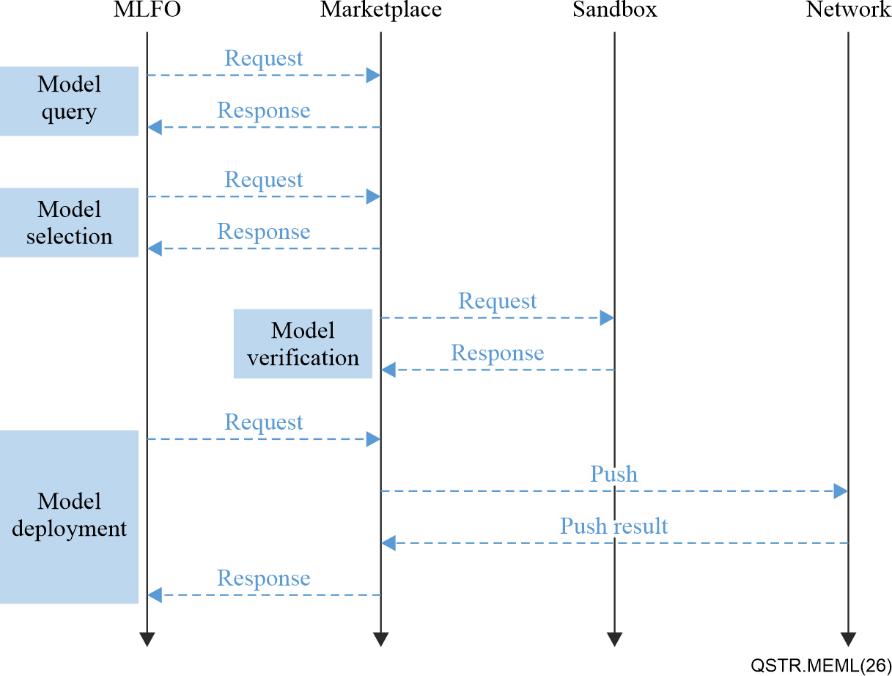 MLFO Marketplace Sandbox Network
Request
Model
query
Response
Request
Model
selection
Response
Request
Model
verification
Response
Request
Push
Model
deployment
Push result
Response
QSTR.MEML(26)